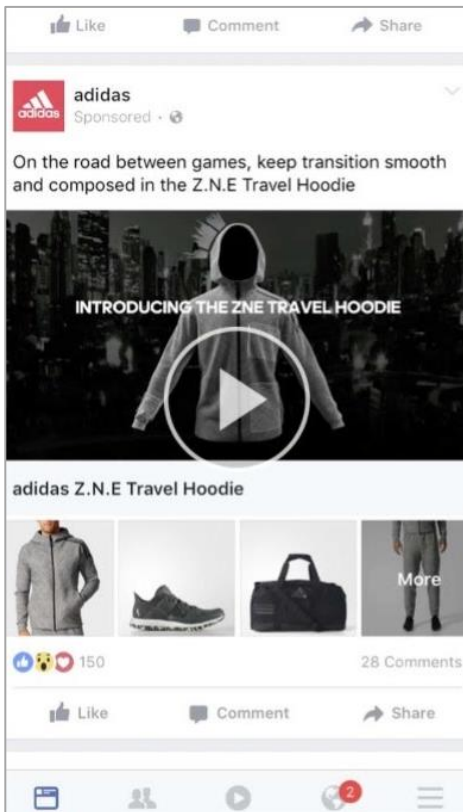 Like Comment Share
adidas
adidas
Sponsored ·
On the road between games, keep transition smooth
and composed in the Z.N.E Travel Hoodie
INTRODUCING THE ZNE TRAVEL HOODIE
adidas Z.N.E Travel Hoodie
More
150 28 Comments
Like Comment Share
2